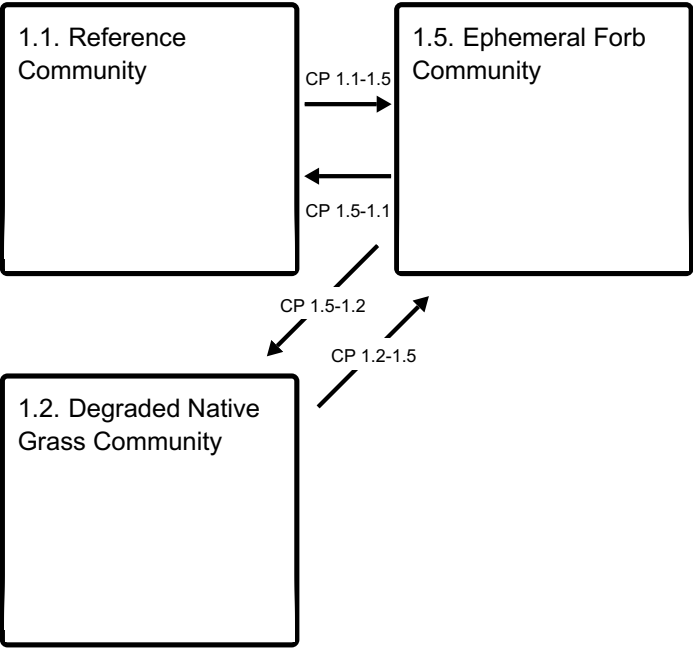 1.1. Reference
Community
1.5. Ephemeral Forb
Community
CP 1.1-1.5
CP 1.5-1.1
CP 1.5-1.2
CP 1.2-1.5
1.2. Degraded Native
Grass Community